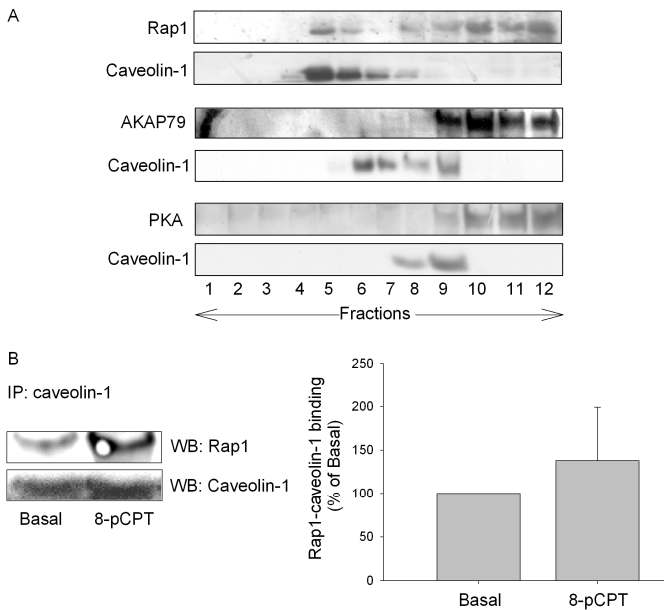 A
Rap1
Caveolin-1
AKAP79
Caveolin-1
PKA
Caveolin-1
1 2 3 4 5 6 7 8 9 10 11 12
Fractions
B
IP: caveolin-1
WB: Rap1
WB: Caveolin-1
Basal 8-pCPT
Rap1-caveolin-1 binding
(% of Basal)
250
200
150
100
50
0
Basal 8-pCPT